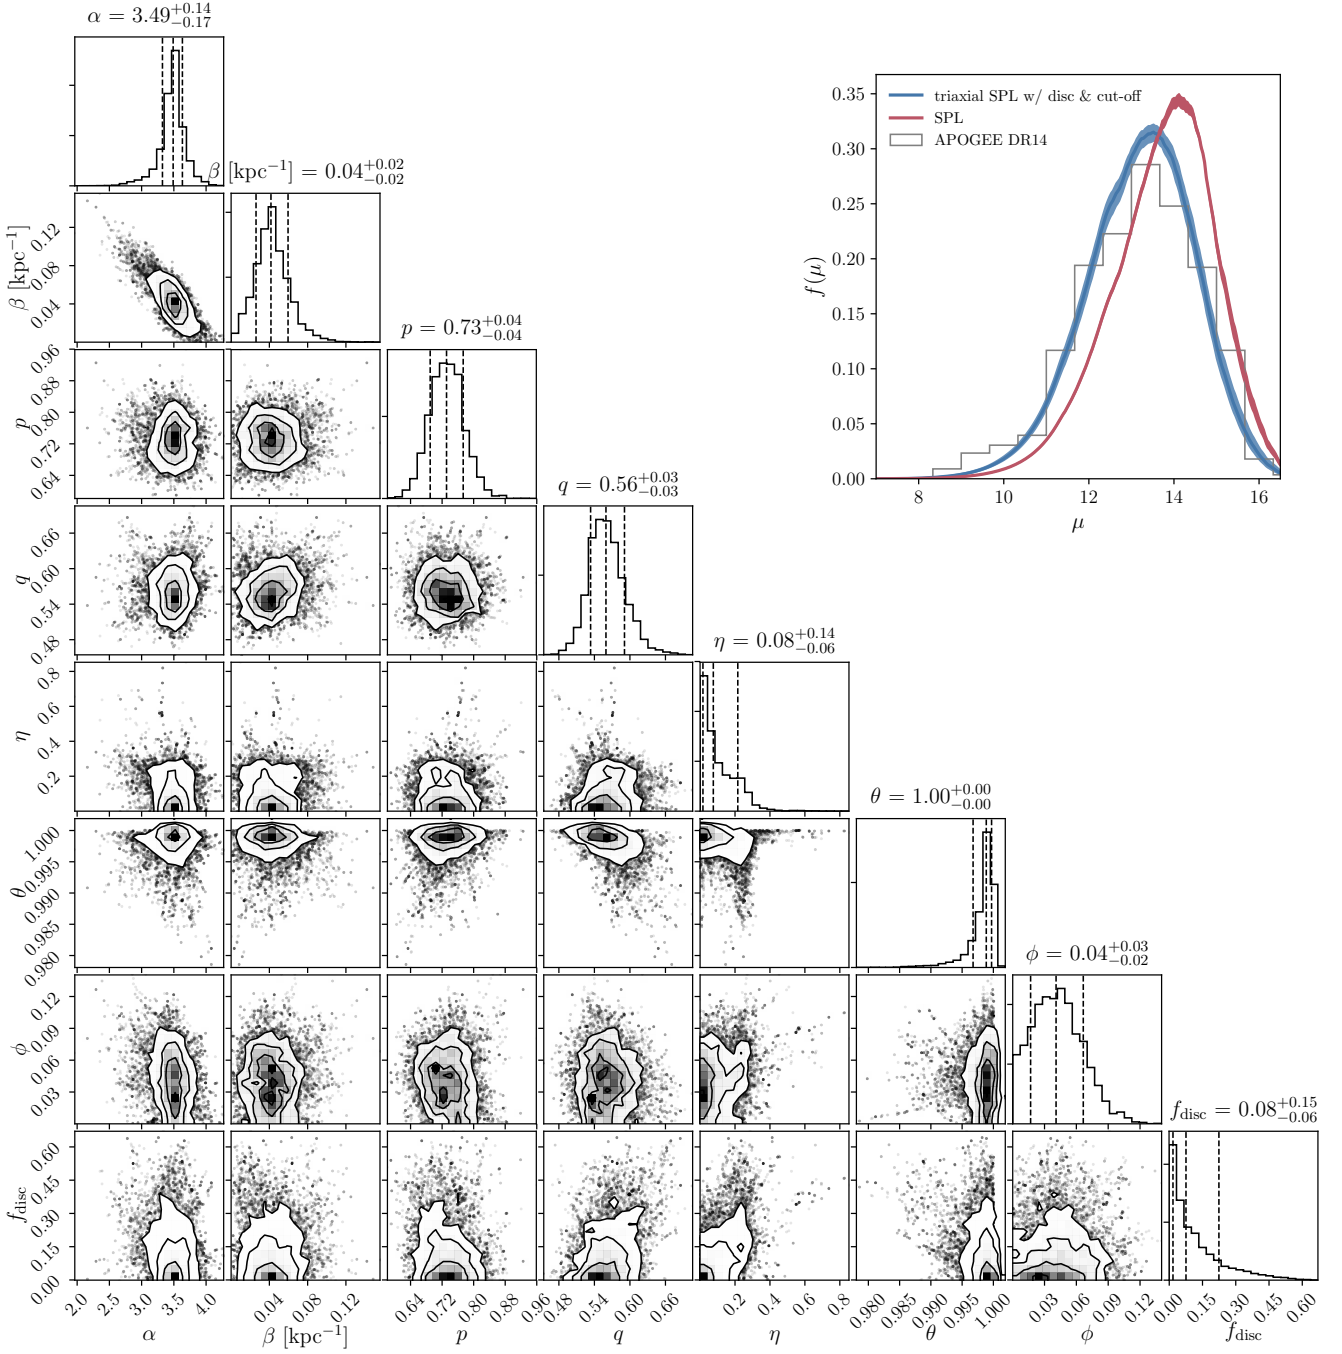 α = 3.49 +0.14 −0.17
β [kpc⁻¹] = 0.04 +0.02 −0.02
p = 0.73 +0.04 −0.04
q = 0.56 +0.03 −0.03
η = 0.08 +0.14 −0.06
θ = 1.00 +0.00 −0.00
ϕ = 0.04 +0.03 −0.02
f_disc = 0.08 +0.15 −0.06
triaxial SPL w/ disc & cut-off
SPL
APOGEE DR14
f(μ)
0.35
0.30
0.25
0.20
0.15
0.10
0.05
0.00
8 10 12 14 16
μ
β [kpc⁻¹]
0.12
0.08
0.04
p
0.96
0.88
0.80
0.72
0.64
q
0.66
0.60
0.54
0.48
η
0.8
0.6
0.4
0.2
θ
1.000
0.995
0.990
0.985
0.980
ϕ
0.12
0.09
0.06
0.03
f_disc
0.60
0.45
0.30
0.15
0.00
2.0 2.5 3.0 3.5 4.0
α
0.04 0.08 0.12
β [kpc⁻¹]
0.64 0.72 0.80 0.88 0.96
p
0.48 0.54 0.60 0.66
q
0.2 0.4 0.6 0.8
η
0.980 0.985 0.990 0.995 1.000
θ
0.03 0.06 0.09 0.12
ϕ
0.00 0.15 0.30 0.45 0.60
f_disc